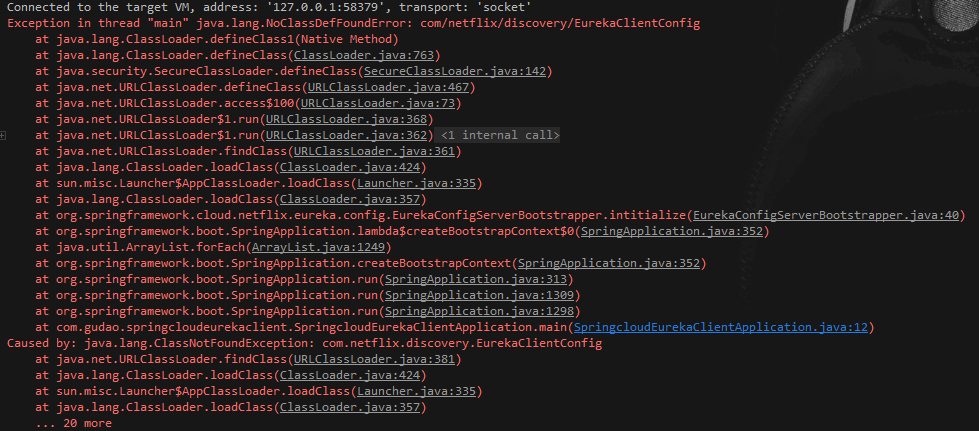 Connected to the target VM, address: '127.0.0.1:58379', transport: 'socket'
Exception in thread "main" java.lang.NoClassDefFoundError: com/netflix/discovery/EurekaClientConfig
at java.lang.ClassLoader.defineClass1(Native Method)
at java.lang.ClassLoader.defineClass(ClassLoader.java:763)
at java.security.SecureClassLoader.defineClass(SecureClassLoader.java:142)
at java.net.URLClassLoader.defineClass(URLClassLoader.java:467)
at java.net.URLClassLoader.access$100(URLClassLoader.java:73)
at java.net.URLClassLoader$1.run(URLClassLoader.java:368)
at java.net.URLClassLoader$1.run(URLClassLoader.java:362) <1 internal call>
at java.net.URLClassLoader.findClass(URLClassLoader.java:361)
at java.lang.ClassLoader.loadClass(ClassLoader.java:424)
at sun.misc.Launcher$AppClassLoader.loadClass(Launcher.java:335)
at java.lang.ClassLoader.loadClass(ClassLoader.java:357)
at org.springframework.cloud.netflix.eureka.config.EurekaConfigServerBootstrapper.intitialize(EurekaConfigServerBootstrapper.java:40)
at org.springframework.boot.SpringApplication.lambda$createBootstrapContext$0(SpringApplication.java:352)
at java.util.ArrayList.forEach(ArrayList.java:1249)
at org.springframework.boot.SpringApplication.createBootstrapContext(SpringApplication.java:352)
at org.springframework.boot.SpringApplication.run(SpringApplication.java:313)
at org.springframework.boot.SpringApplication.run(SpringApplication.java:1309)
at org.springframework.boot.SpringApplication.run(SpringApplication.java:1298)
at com.gudao.springcloudeurekaclient.SpringcloudEurekaClientApplication.main(SpringcloudEurekaClientApplication.java:12)
Caused by: java.lang.ClassNotFoundException: com.netflix.discovery.EurekaClientConfig
at java.net.URLClassLoader.findClass(URLClassLoader.java:381)
at java.lang.ClassLoader.loadClass(ClassLoader.java:424)
at sun.misc.Launcher$AppClassLoader.loadClass(Launcher.java:335)
at java.lang.ClassLoader.loadClass(ClassLoader.java:357)
... 20 more